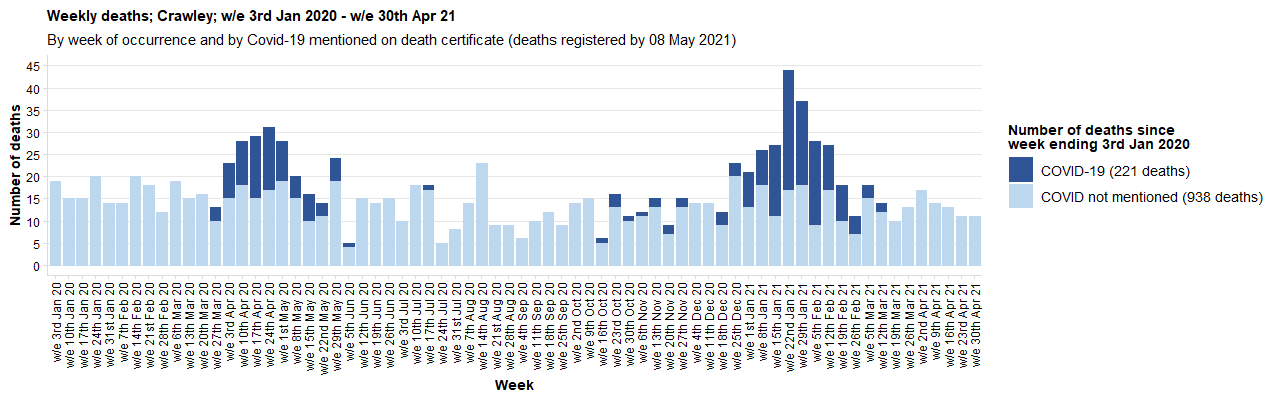 Weekly deaths; Crawley; w/e 3rd Jan 2020 - w/e 30th Apr 21
By week of occurrence and by Covid-19 mentioned on death certificate (deaths registered by 08 May 2021)
Number of deaths
45
40
35
30
25
20
15
10
5
0
w/e 3rd Jan 20
w/e 10th Jan 20
w/e 17th Jan 20
w/e 24th Jan 20
w/e 31st Jan 20
w/e 7th Feb 20
w/e 14th Feb 20
w/e 21st Feb 20
w/e 28th Feb 20
w/e 6th Mar 20
w/e 13th Mar 20
w/e 20th Mar 20
w/e 27th Mar 20
w/e 3rd Apr 20
w/e 10th Apr 20
w/e 17th Apr 20
w/e 24th Apr 20
w/e 1st May 20
w/e 8th May 20
w/e 15th May 20
w/e 22nd May 20
w/e 29th May 20
w/e 5th Jun 20
w/e 12th Jun 20
w/e 19th Jun 20
w/e 26th Jun 20
w/e 3rd Jul 20
w/e 10th Jul 20
w/e 17th Jul 20
w/e 24th Jul 20
w/e 31st Jul 20
w/e 7th Aug 20
w/e 14th Aug 20
w/e 21st Aug 20
w/e 28th Aug 20
w/e 4th Sep 20
w/e 11th Sep 20
w/e 18th Sep 20
w/e 25th Sep 20
w/e 2nd Oct 20
w/e 9th Oct 20
w/e 16th Oct 20
w/e 23rd Oct 20
w/e 30th Oct 20
w/e 6th Nov 20
w/e 13th Nov 20
w/e 20th Nov 20
w/e 27th Nov 20
w/e 4th Dec 20
w/e 11th Dec 20
w/e 18th Dec 20
w/e 25th Dec 20
w/e 1st Jan 21
w/e 8th Jan 21
w/e 15th Jan 21
w/e 22nd Jan 21
w/e 29th Jan 21
w/e 5th Feb 21
w/e 12th Feb 21
w/e 19th Feb 21
w/e 26th Feb 21
w/e 5th Mar 21
w/e 12th Mar 21
w/e 19th Mar 21
w/e 26th Mar 21
w/e 2nd Apr 21
w/e 9th Apr 21
w/e 16th Apr 21
w/e 23rd Apr 21
w/e 30th Apr 21
Week
Number of deaths since
week ending 3rd Jan 2020
COVID-19 (221 deaths)
COVID not mentioned (938 deaths)